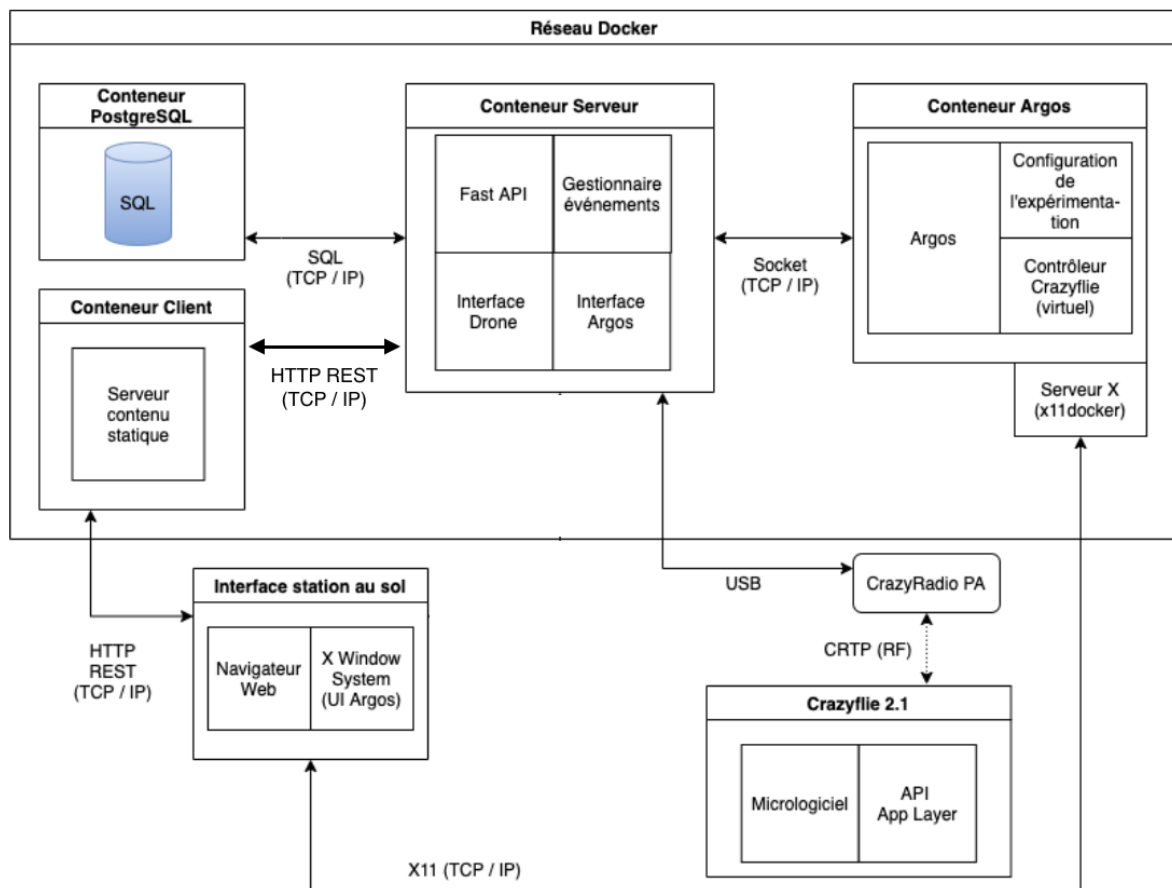 Réseau Docker
Conteneur
PostgreSQL
SQL
Conteneur Serveur
Fast API
Gestionnaire
événements
Interface
Drone
Interface
Argos
Conteneur Argos
Argos
Configuration
de
l'expérimenta-
tion
Contrôleur
Crazyflie
(virtuel)
Serveur X
(x11docker)
SQL
(TCP / IP)
Socket
(TCP / IP)
Conteneur Client
Serveur
contenu
statique
HTTP REST
(TCP / IP)
Interface station au sol
Navigateur
Web
X Window
System
(UI Argos)
HTTP
REST
(TCP / IP)
USB
CrazyRadio PA
CRTP (RF)
Crazyflie 2.1
Micrologiciel
API
App Layer
X11 (TCP / IP)